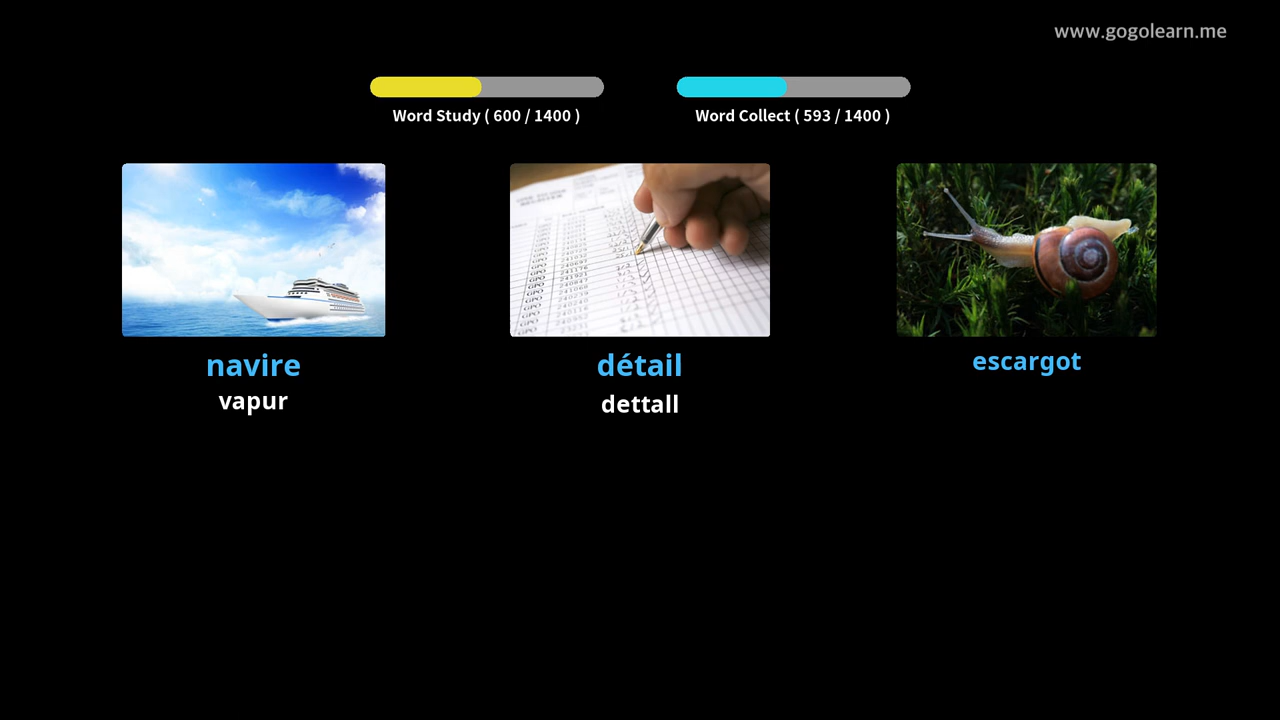 www.gogolearn.me
Word Study ( 600 / 1400 )
Word Collect ( 593 / 1400 )
navire
vapur
détail
dettall
escargot